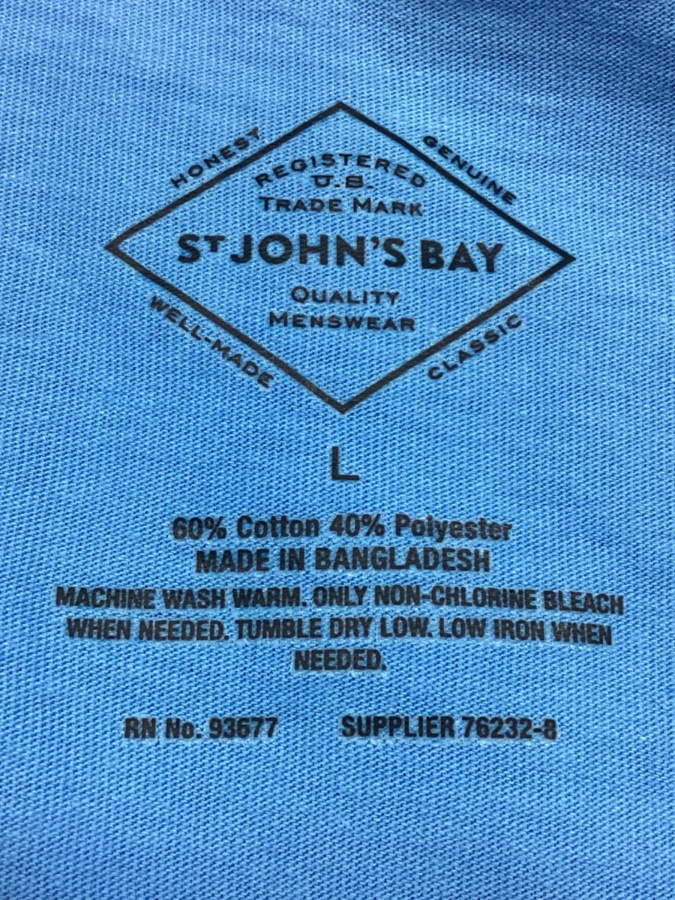 HONEST
GENUINE
REGISTERED
U.S.
TRADE MARK
ST JOHN'S BAY
QUALITY
MENSWEAR
WELL-MADE
CLASSIC
L
60% Cotton 40% Polyester
MADE IN BANGLADESH
MACHINE WASH WARM. ONLY NON-CHLORINE BLEACH
WHEN NEEDED. TUMBLE DRY LOW. LOW IRON WHEN
NEEDED.
RN No. 93677 SUPPLIER 76232-8